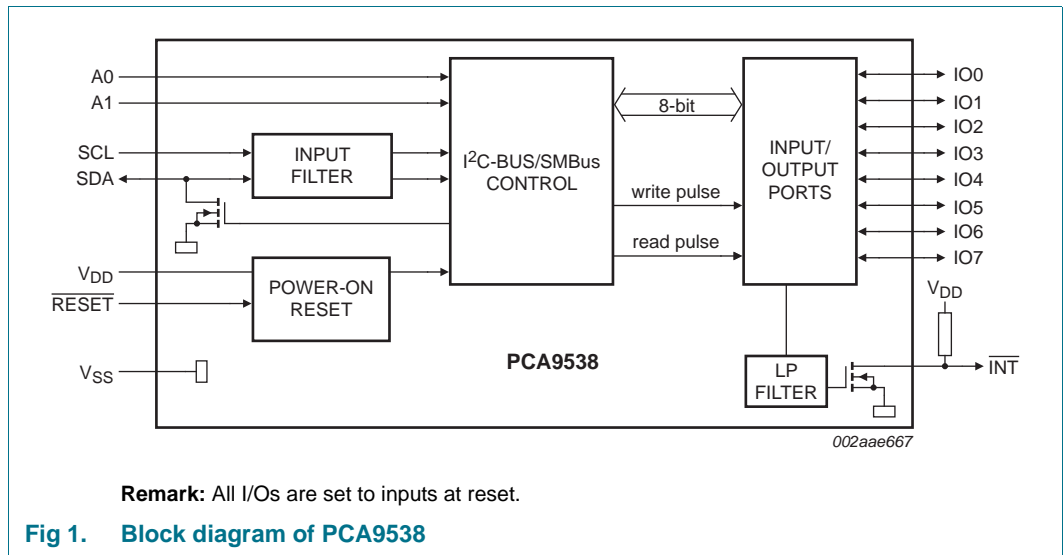 A0
A1
SCL
SDA
VDD
RESET
VSS
INPUT
FILTER
POWER-ON
RESET
I2C-BUS/SMBus
CONTROL
8-bit
write pulse
read pulse
INPUT/
OUTPUT
PORTS
IO0
IO1
IO2
IO3
IO4
IO5
IO6
IO7
VDD
INT
LP
FILTER
PCA9538
002aae667
Remark: All I/Os are set to inputs at reset.
Fig 1. Block diagram of PCA9538